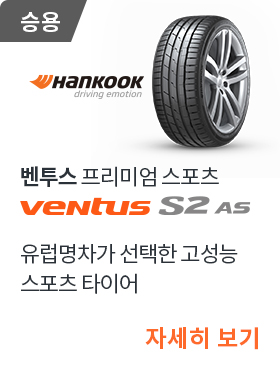 승용
HANKOOK
driving emotion
벤투스 프리미엄 스포츠
ventus S2 AS
유럽명차가 선택한 고성능
스포츠 타이어
자세히 보기